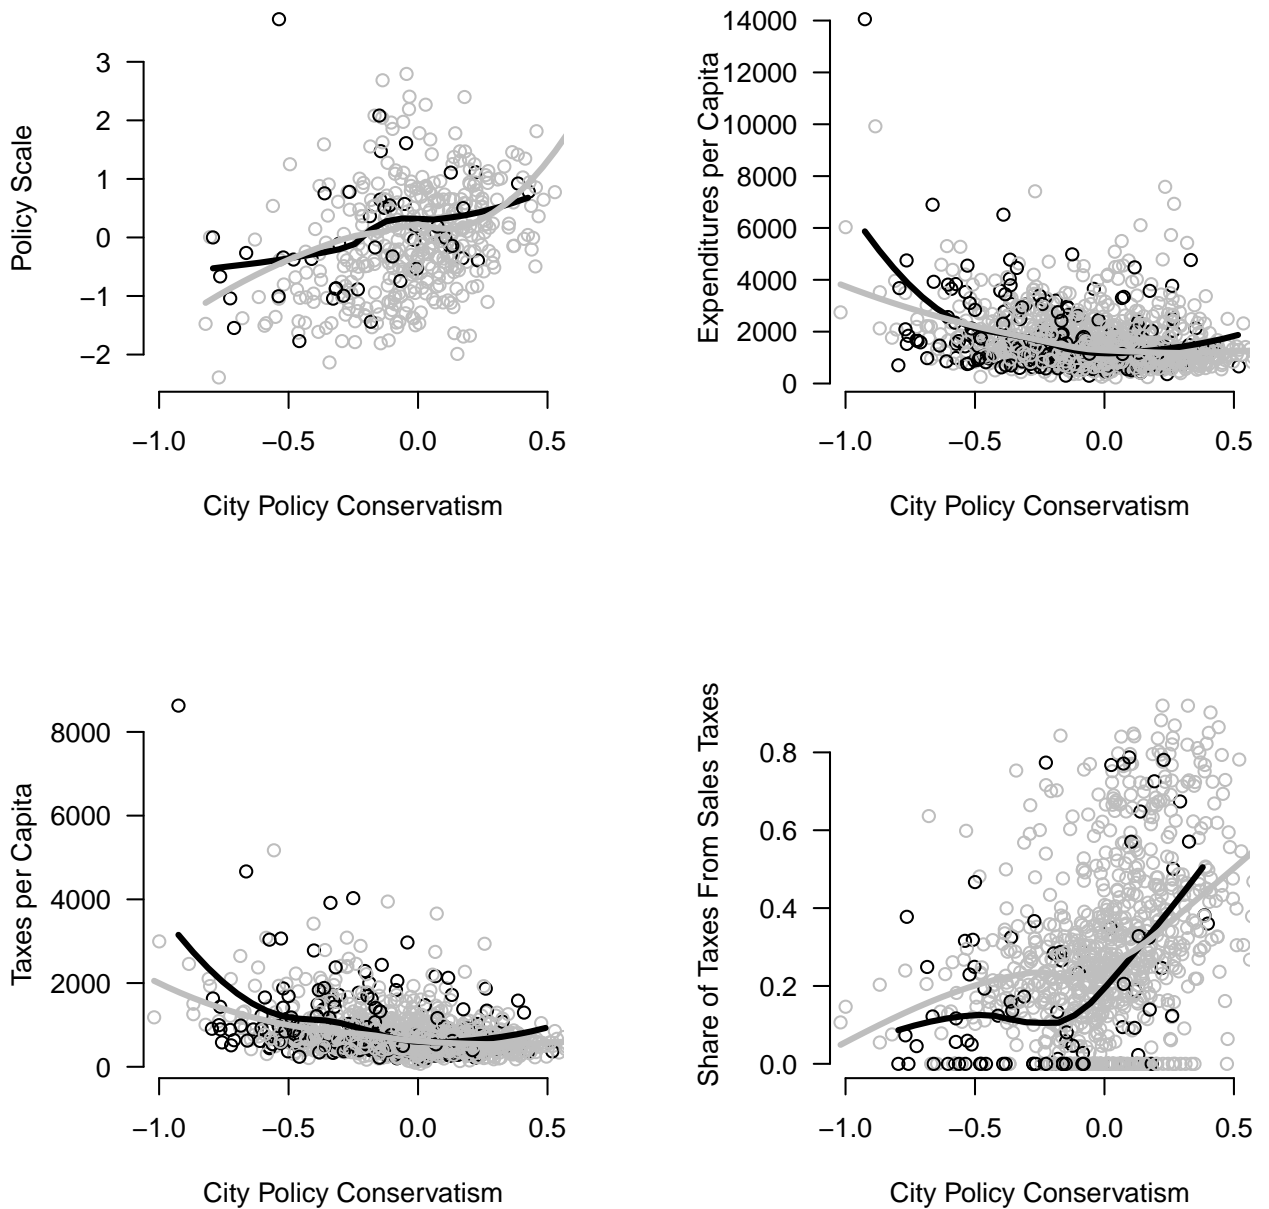 Policy Scale
3
2
1
0
−1
−2
−1.0 −0.5 0.0 0.5
City Policy Conservatism
Expenditures per Capita
14000
12000
10000
8000
6000
4000
2000
0
−1.0 −0.5 0.0 0.5
City Policy Conservatism
Taxes per Capita
8000
6000
4000
2000
0
−1.0 −0.5 0.0 0.5
City Policy Conservatism
Share of Taxes From Sales Taxes
0.8
0.6
0.4
0.2
0.0
−1.0 −0.5 0.0 0.5
City Policy Conservatism